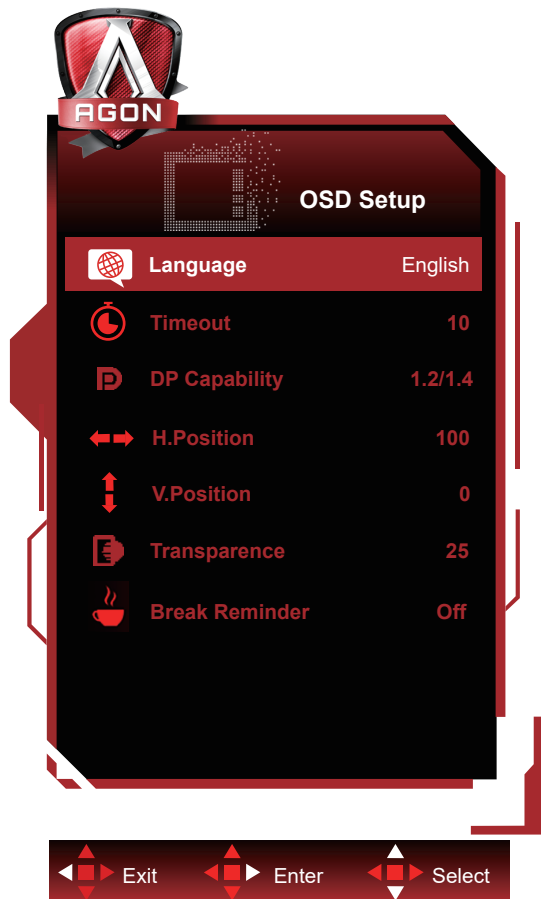 AGON
OSD Setup
Language English
Timeout 10
DP Capability 1.2/1.4
H.Position 100
V.Position 0
Transparence 25
Break Reminder Off
Exit Enter Select